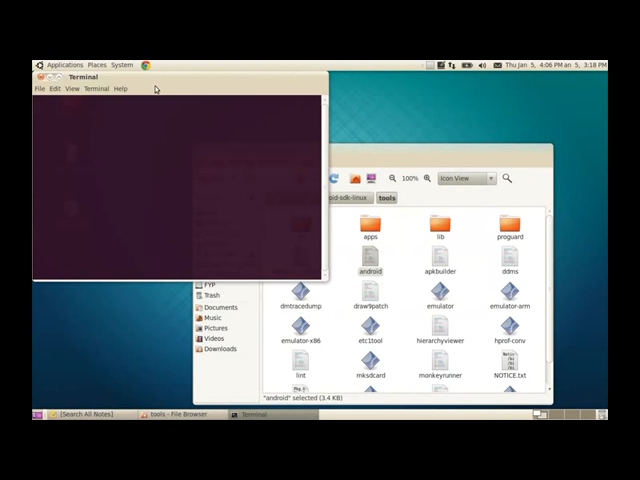 Applications Places System
Thu Jan 5, 4:06 PM an 5, 3:18 PM
Terminal
File Edit View Terminal Help
100% Icon View
oid-sdk-linux tools
apps lib proguard
android apkbuilder ddms
FYP
Trash
Documents
Music
Pictures
Videos
Downloads
dmtracedump draw9patch emulator emulator-arm
emulator-x86 etc1tool hierarchyviewer hprof-conv
lint mksdcard monkeyrunner NOTICE.txt
"android" selected (3.4 KB)
[Search All Notes] tools - File Browser Terminal